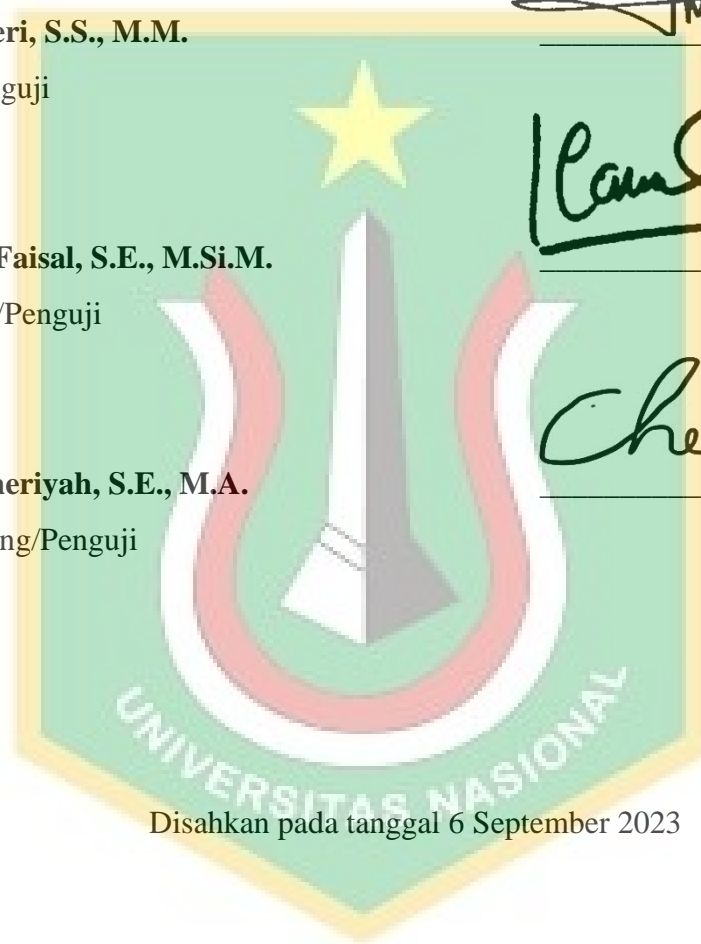 eri, S.S., M.M.
guji
Faisal, S.E., M.Si.M.
/Penguji
heriyah, S.E., M.A.
ng/Penguji
UNIVERSITAS NASIONAL
Disahkan pada tanggal 6 September 2023